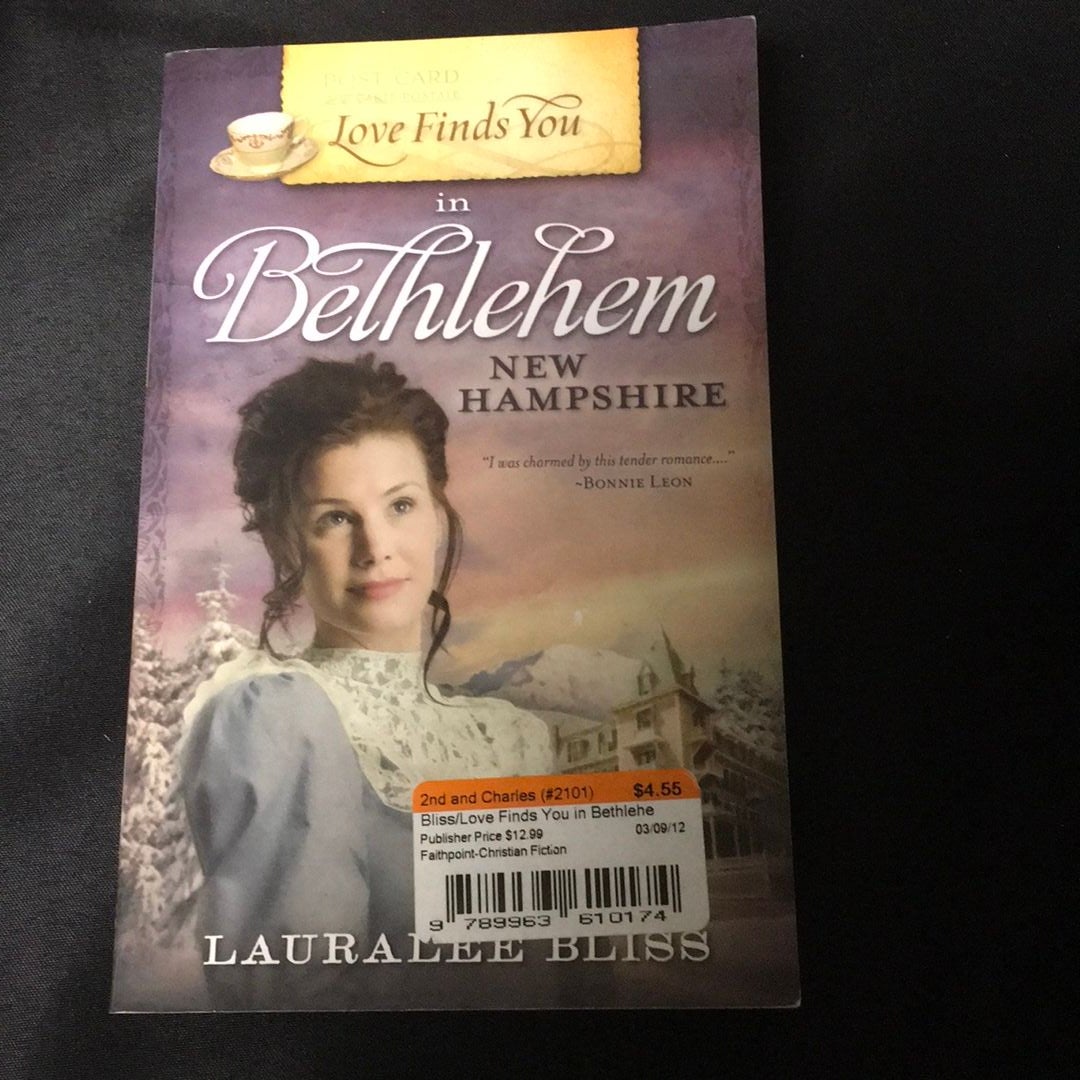 POST CARD
Love Finds You
in
Bethlehem
NEW
HAMPSHIRE
"I was charmed by this tender romance...."
~BONNIE LEON
2nd and Charles (#2101) $4.55
Bliss/Love Finds You in Bethlehe
Publisher Price $12.99 03/09/12
Faithpoint-Christian Fiction
9 789963 610174
LAURALEE BLISS